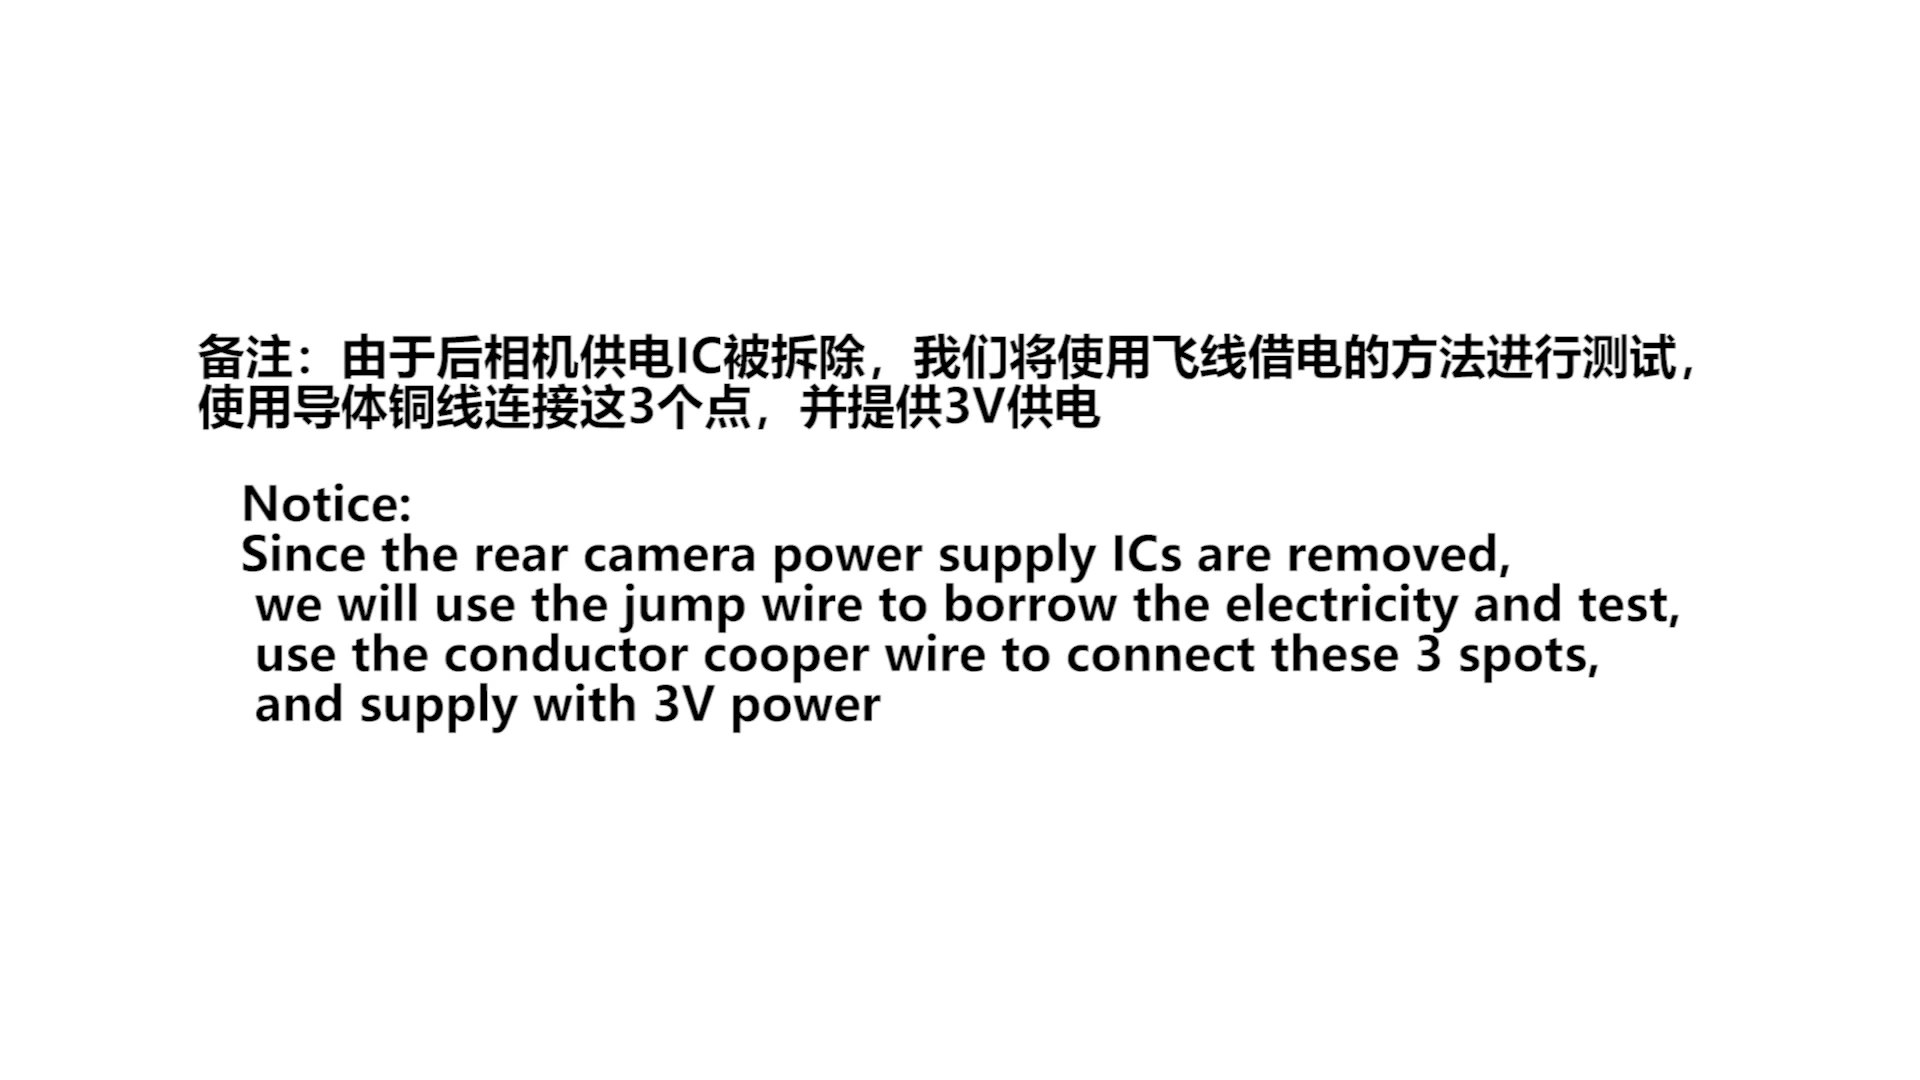 备注：由于后相机供电IC被拆除，我们将使用飞线借电的方法进行测试，
使用导体铜线连接这3个点，并提供3V供电
Notice:
Since the rear camera power supply ICs are removed,
we will use the jump wire to borrow the electricity and test,
use the conductor cooper wire to connect these 3 spots,
and supply with 3V power